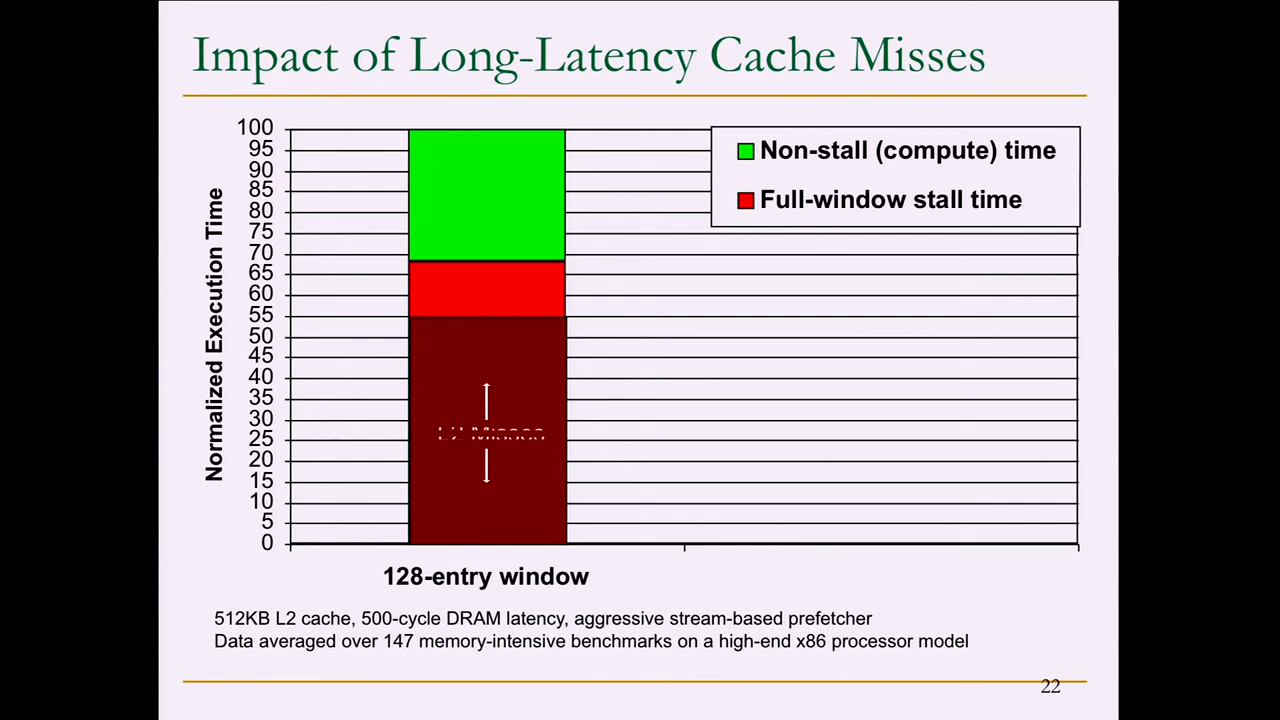 Impact of Long-Latency Cache Misses
100
95
90
85
80
75
70
65
60
55
50
45
40
35
30
25
20
15
10
5
0
Normalized Execution Time
Non-stall (compute) time
Full-window stall time
L2 Misses
128-entry window
512KB L2 cache, 500-cycle DRAM latency, aggressive stream-based prefetcher
Data averaged over 147 memory-intensive benchmarks on a high-end x86 processor model
22